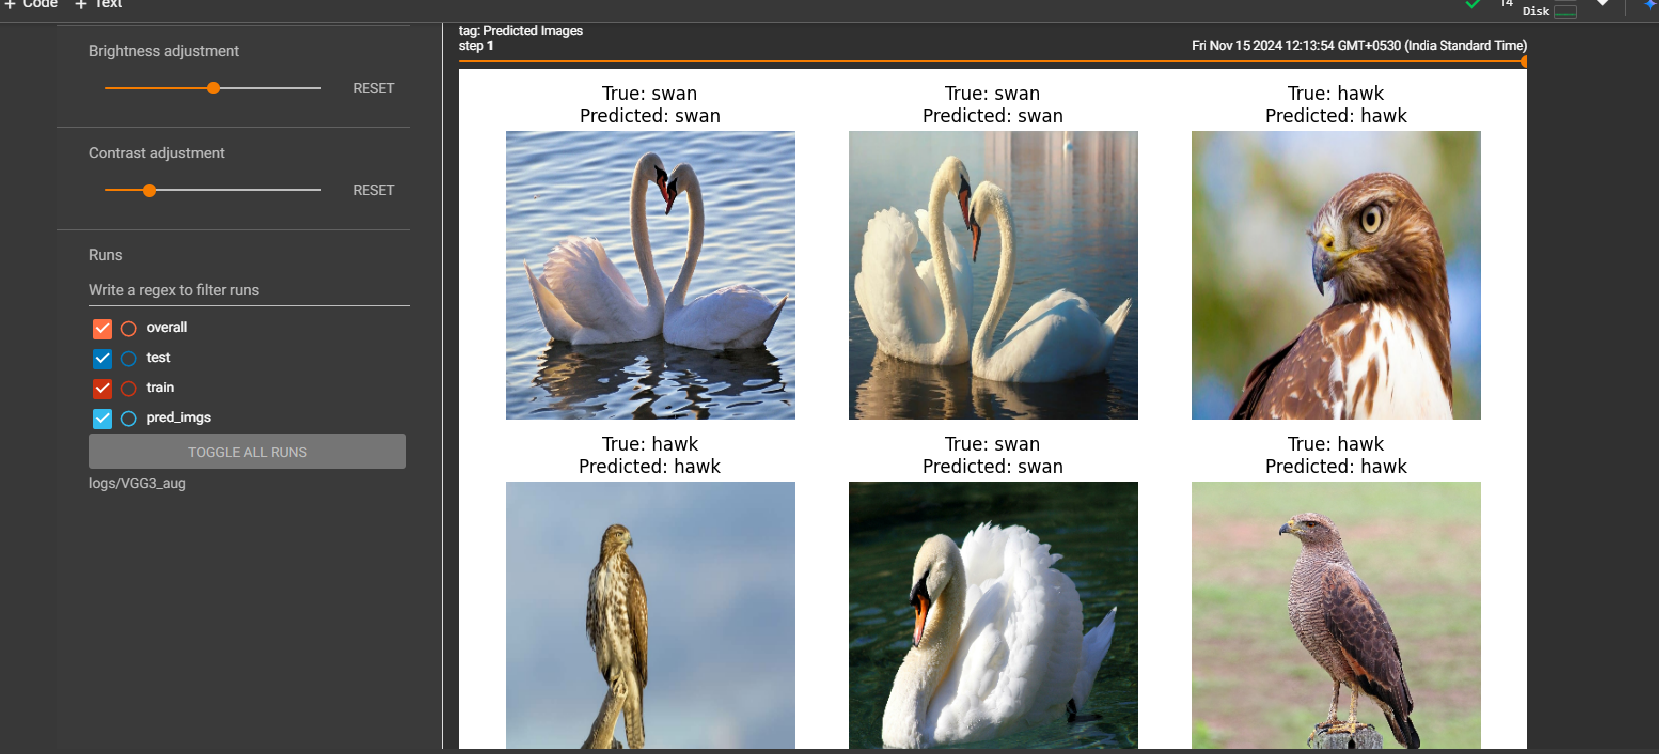 + Code + Text
T4
Disk
Brightness adjustment
RESET
Contrast adjustment
RESET
Runs
Write a regex to filter runs
overall
test
train
pred_imgs
TOGGLE ALL RUNS
logs/VGG3_aug
tag: Predicted Images
step 1
Fri Nov 15 2024 12:13:54 GMT+0530 (India Standard Time)
True: swan
Predicted: swan
True: swan
Predicted: swan
True: hawk
Predicted: hawk
True: hawk
Predicted: hawk
True: swan
Predicted: swan
True: hawk
Predicted: hawk